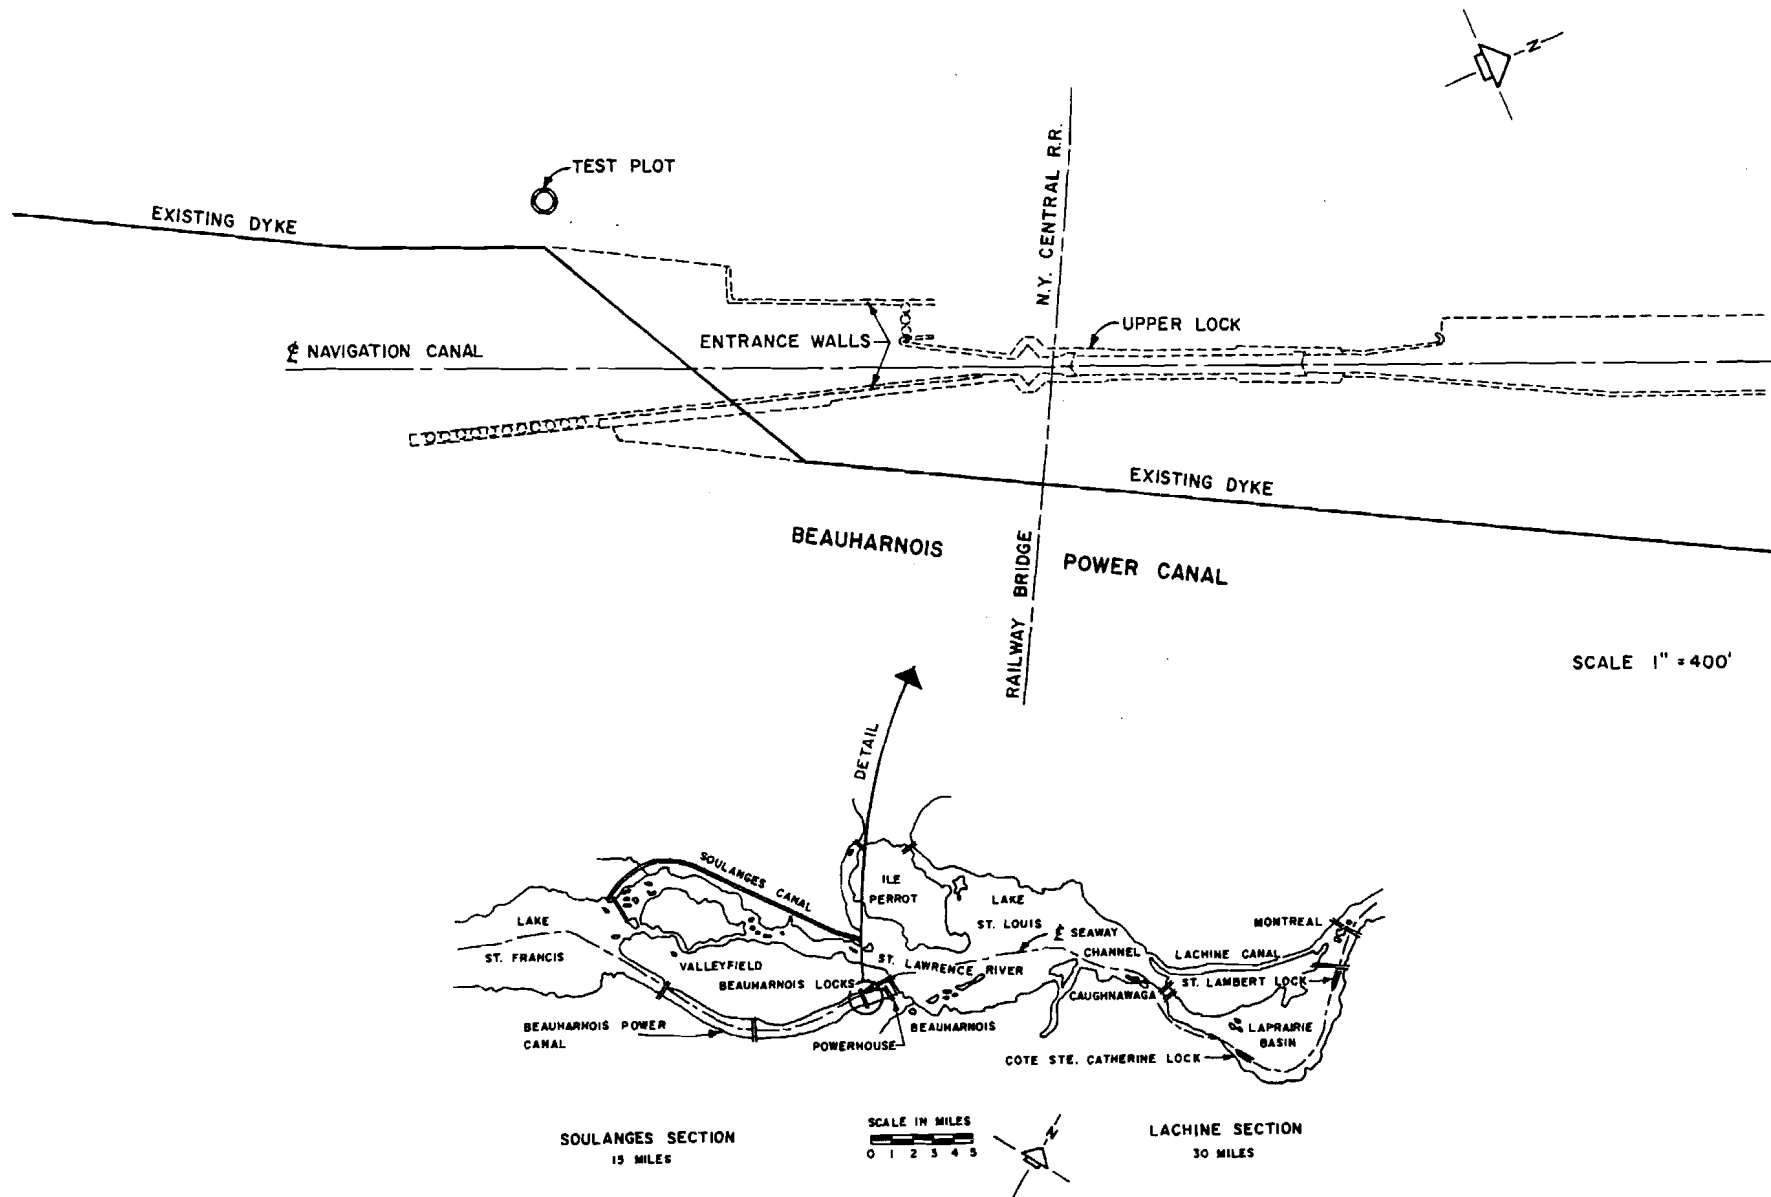 N
TEST PLOT
EXISTING DYKE
N.Y. CENTRAL R.R.
UPPER LOCK
ENTRANCE WALLS
℄ NAVIGATION CANAL
EXISTING DYKE
BEAUHARNOIS
POWER CANAL
RAILWAY BRIDGE
SCALE 1" = 400'
DETAIL
SOULANGES CANAL
ILE
PERROT
LAKE
ST. LOUIS
LAKE
ST. FRANCIS
℄ SEAWAY
CHANNEL
MONTREAL
LACHINE CANAL
ST. LAMBERT LOCK
VALLEYFIELD
ST. LAWRENCE RIVER
BEAUHARNOIS LOCKS
CAUGHNAWAGA
BEAUHARNOIS POWER
CANAL
BEAUHARNOIS
POWERHOUSE
LAPRAIRIE
BASIN
COTE STE. CATHERINE LOCK
SOULANGES SECTION
15 MILES
SCALE IN MILES
0 1 2 3 4 5
N
LACHINE SECTION
30 MILES